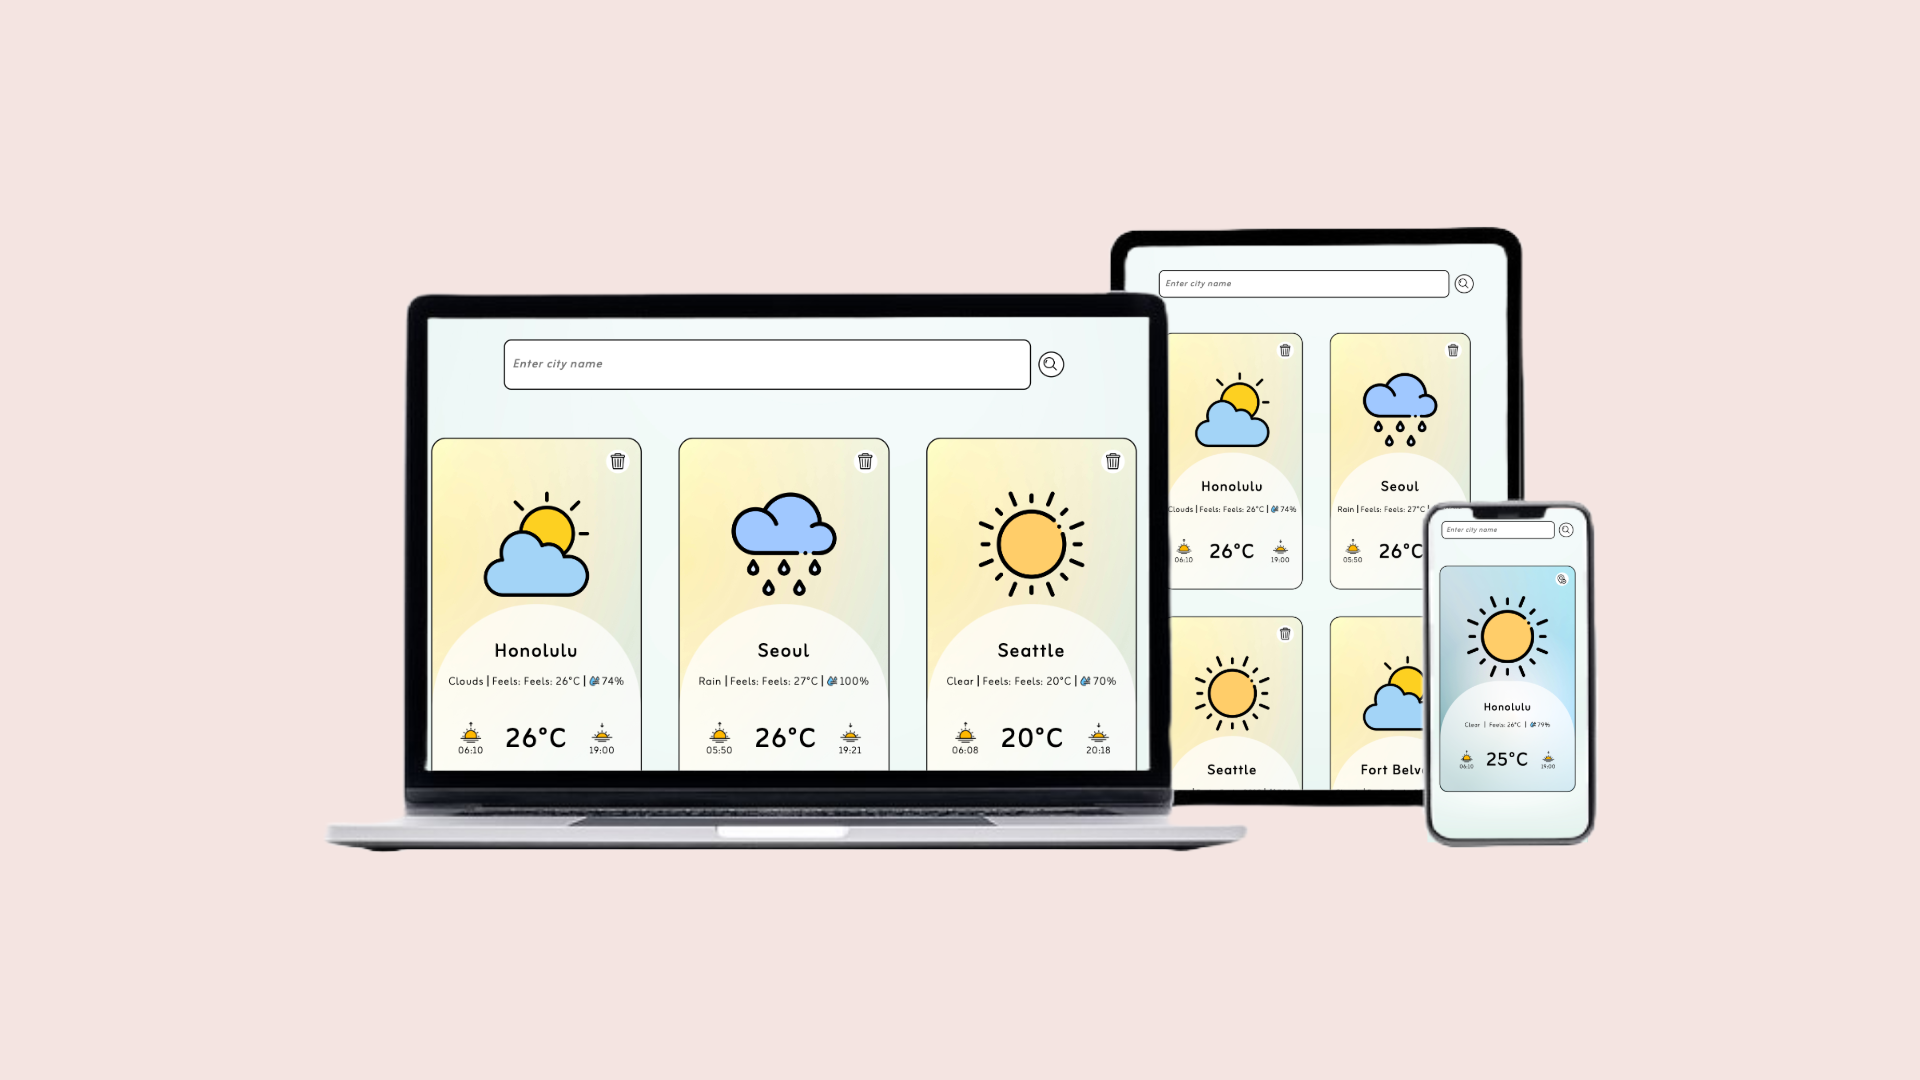 Enter city name
Honolulu
Clouds | Feels: Feels: 26°C | 74%
06:10 26°C 19:00
Seoul
Rain | Feels: Feels: 27°C | 100%
05:50 26°C 19:21
Seattle
Clear | Feels: Feels: 20°C | 70%
06:08 20°C 20:18
Enter city name
Honolulu
Clouds | Feels: Feels: 26°C | 74%
06:10 26°C 19:00
Seoul
Rain | Feels: Feels: 27°C
05:50 26°C
Seattle
Fort Belv
Enter city name
Honolulu
Clear | Feels: 26°C | 79%
06:10 25°C 19:00